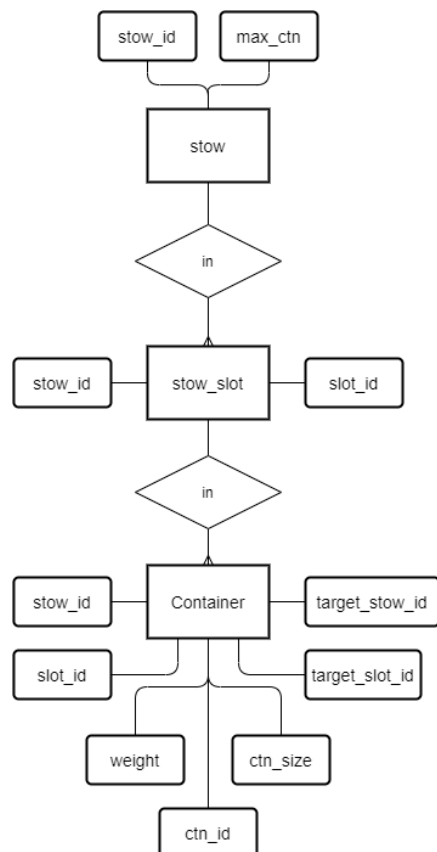 stow_id
max_ctn
stow
in
stow_id
stow_slot
slot_id
in
stow_id
Container
target_stow_id
slot_id
target_slot_id
weight
ctn_size
ctn_id